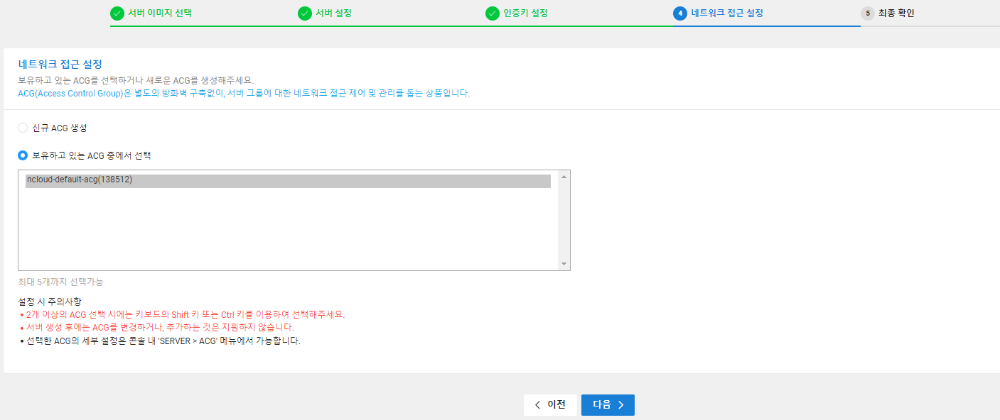 서버 이미지 선택
서버 설정
인증키 설정
4 네트워크 접근 설정
5 최종 확인
네트워크 접근 설정
보유하고 있는 ACG를 선택하거나 새로운 ACG를 생성해주세요.
ACG(Access Control Group)은 별도의 방화벽 구축없이, 서버 그룹에 대한 네트워크 접근 제어 및 관리를 돕는 상품입니다.
신규 ACG 생성
보유하고 있는 ACG 중에서 선택
ncloud-default-acg(138512)
최대 5개까지 선택가능
설정 시 주의사항
• 2개 이상의 ACG 선택 시에는 키보드의 Shift 키 또는 Ctrl 키를 이용하여 선택해주세요.
• 서버 생성 후에는 ACG를 변경하거나, 추가하는 것은 지원하지 않습니다.
• 선택한 ACG의 세부 설정은 콘솔 내 'SERVER > ACG' 메뉴에서 가능합니다.
< 이전
다음 >